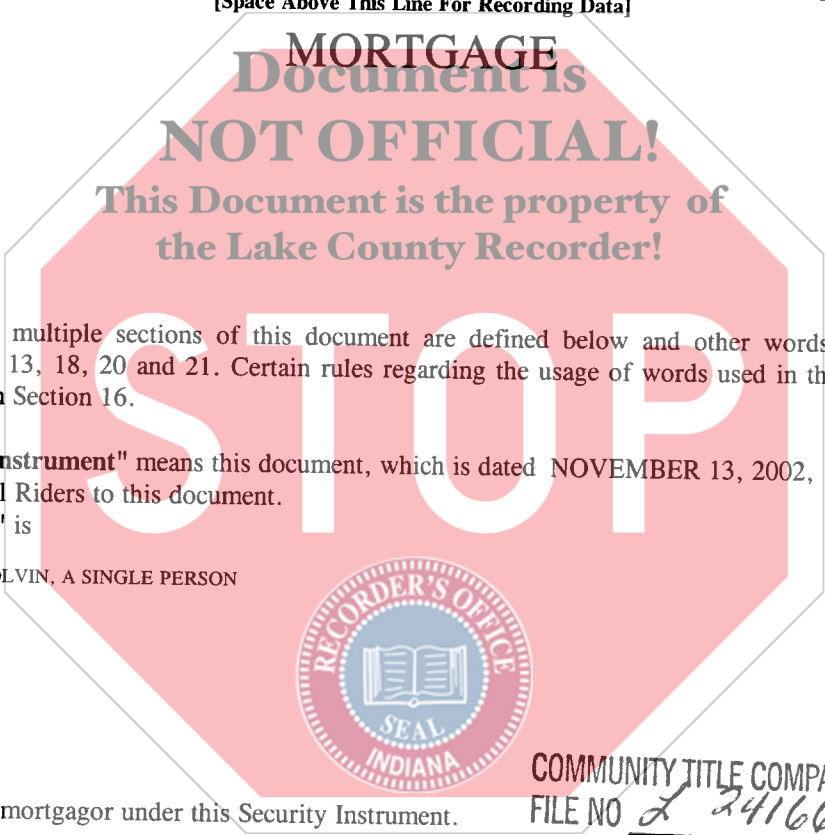 [Space Above This Line For Recording Data]
MORTGAGE
Document is
NOT OFFICIAL!
This Document is the property of
the Lake County Recorder!
STOP
multiple sections of this document are defined below and other words
13, 18, 20 and 21. Certain rules regarding the usage of words used in th
Section 16.
nstrument" means this document, which is dated NOVEMBER 13, 2002,
l Riders to this document.
" is
LVIN, A SINGLE PERSON
RECORDER'S OFFICE
SEAL
INDIANA
COMMUNITY TITLE COMPA
FILE NO L 24166
mortgagor under this Security Instrument.